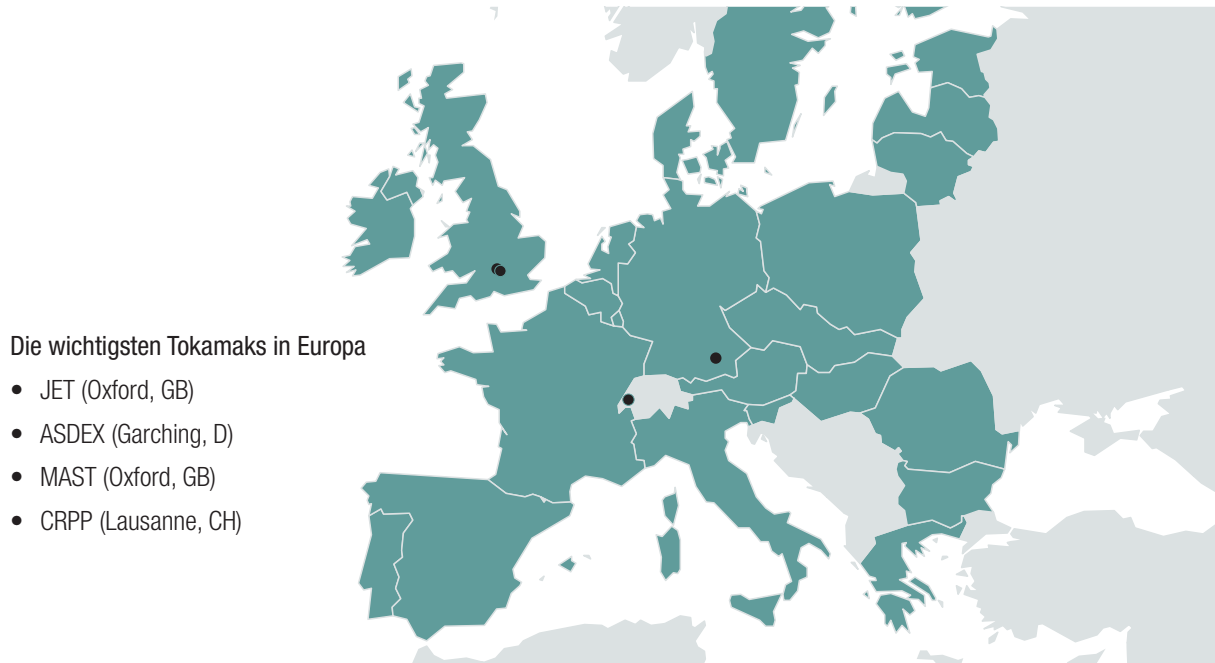 Die wichtigsten Tokamaks in Europa
• JET (Oxford, GB)
• ASDEX (Garching, D)
• MAST (Oxford, GB)
• CRPP (Lausanne, CH)